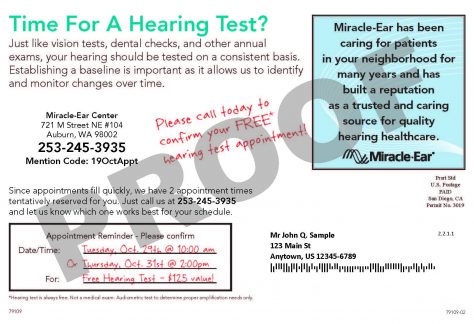 Time For A Hearing Test?
Just like vision tests, dental checks, and other annual
exams, your hearing should be tested on a consistent basis.
Establishing a baseline is important as it allows us to identify
and monitor changes over time.
Miracle-Ear Center
721 M Street NE #104
Auburn, WA 98002
253-245-3935
Mention Code: 19OctAppt
Please call today to
confirm your FREE*
hearing test appointment!
Miracle-Ear has been
caring for patients
in your neighborhood for
many years and has
built a reputation
as a trusted and caring
source for quality
hearing healthcare.
Miracle-Ear®
Prsrt Std
U.S. Postage
PAID
San Diego, CA
Permit No. 3019
Since appointments fill quickly, we have 2 appointment times
tentatively reserved for you. Just call us at 253-245-3935
and let us know which one works best for your schedule.
Appointment Reminder - Please confirm
Date/Time: Tuesday, Oct. 29th @ 10:00 am
Or Thursday, Oct. 31st @ 2:00pm
For: Free Hearing Test - $125 value!
*Hearing test is always free. Not a medical exam. Audiometric test to determine proper amplification needs only.
79109
Mr John Q. Sample
2.2.1.1
123 Main St
Anytown, US 12345-6789
79109-02
PROOF